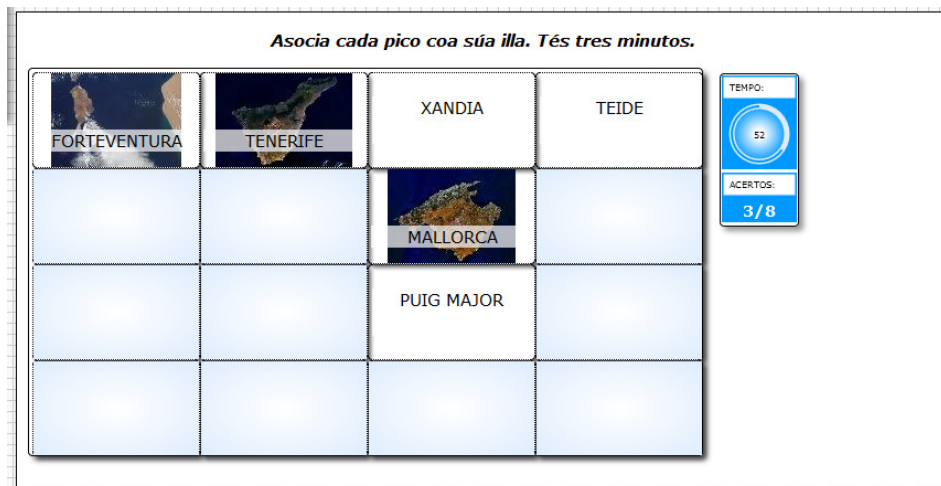 Asocia cada pico coa súa illa. Tés tres minutos.
FORTEVENTURA
TENERIFE
XANDIA
TEIDE
MALLORCA
PUIG MAJOR
TEMPO:
52
ACERTOS:
3/8